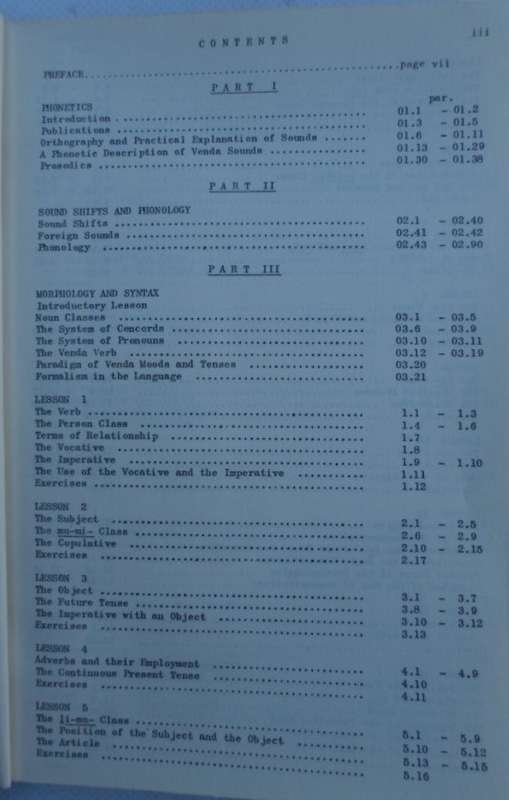 iii
CONTENTS
PREFACE..................................................page vii
PART I
par.
PHONETICS
Introduction ........................................ 01.1 - 01.2
Publications ........................................ 01.3 - 01.5
Orthography and Practical Explanation of Sounds ...... 01.6 - 01.11
A Phonetic Description of Venda Sounds ............... 01.13 - 01.29
Prosodics ........................................... 01.30 - 01.38
PART II
SOUND SHIFTS AND PHONOLOGY
Sound Shifts ........................................ 02.1 - 02.40
Foreign Sounds ...................................... 02.41 - 02.42
Phonology ........................................... 02.43 - 02.90
PART III
MORPHOLOGY AND SYNTAX
Introductory Lesson
Noun Classes ........................................ 03.1 - 03.5
The System of Concords .............................. 03.6 - 03.9
The System of Pronouns .............................. 03.10 - 03.11
The Venda Verb ...................................... 03.12 - 03.19
Paradigm of Venda Moods and Tenses .................. 03.20
Formalism in the Language ........................... 03.21
LESSON 1
The Verb ............................................ 1.1 - 1.3
The Person Class .................................... 1.4 - 1.6
Terms of Relationship ............................... 1.7
The Vocative ........................................ 1.8
The Imperative ...................................... 1.9 - 1.10
The Use of the Vocative and the Imperative ........... 1.11
Exercises ........................................... 1.12
LESSON 2
The Subject ......................................... 2.1 - 2.5
The mu-mi- Class .................................... 2.6 - 2.9
The Copulative ...................................... 2.10 - 2.15
Exercises ........................................... 2.17
LESSON 3
The Object .......................................... 3.1 - 3.7
The Future Tense .................................... 3.8 - 3.9
The Imperative with an Object ....................... 3.10 - 3.12
Exercises ........................................... 3.13
LESSON 4
Adverbs and their Employment ........................ 4.1 - 4.9
The Continuous Present Tense ........................ 4.10
Exercises ........................................... 4.11
LESSON 5
The li-ma- Class .................................... 5.1 - 5.9
The Position of the Subject and the Object ........... 5.10 - 5.12
The Article ......................................... 5.13 - 5.15
Exercises ........................................... 5.16